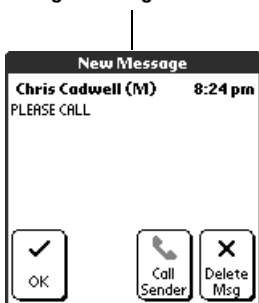 New Message
Chris Cadwell (M) 8:24 pm
PLEASE CALL
OK
Call
Sender
Delete
Msg